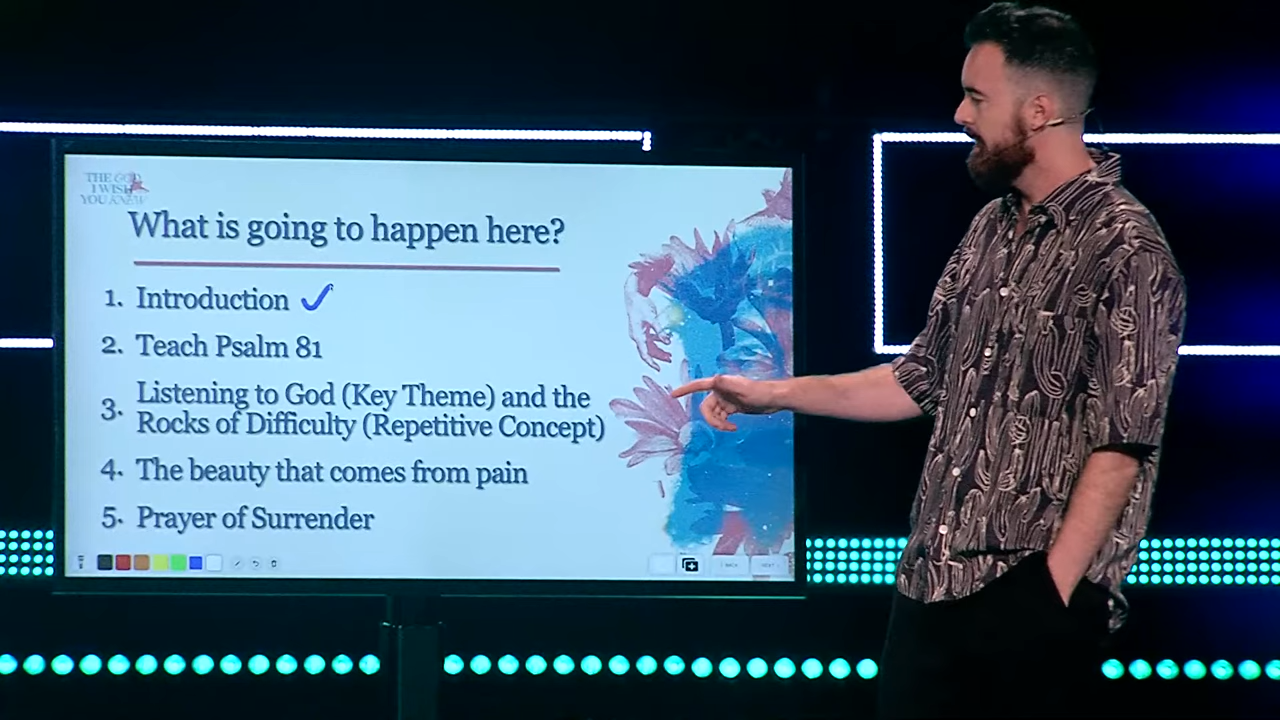 THE GOD
I WISH
YOU KNEW
What is going to happen here?
1. Introduction
2. Teach Psalm 81
3. Listening to God (Key Theme) and the
Rocks of Difficulty (Repetitive Concept)
4. The beauty that comes from pain
5. Prayer of Surrender
BACK
NEXT